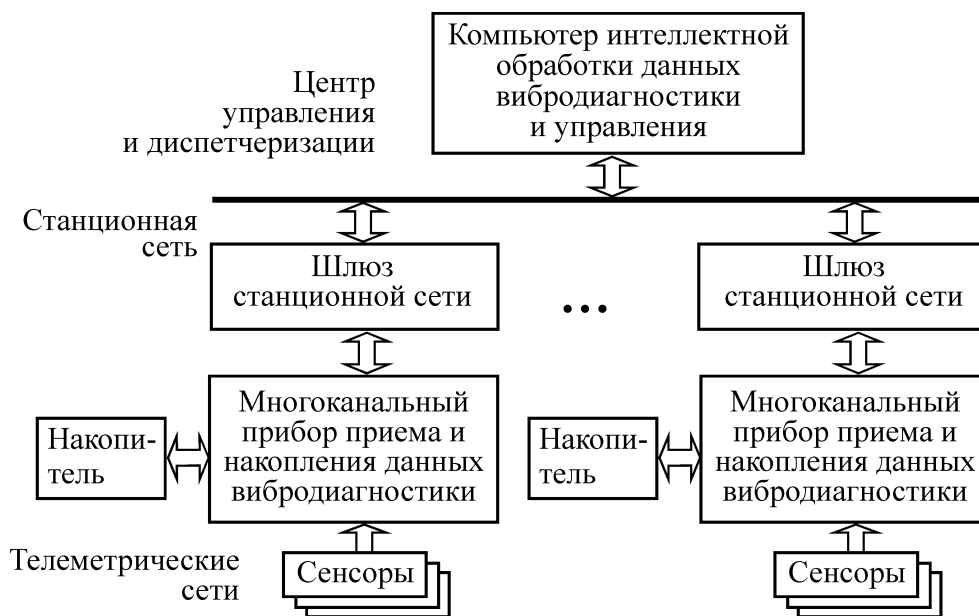 Компьютер интеллектной
обработки данных
вибродиагностики
и управления
Центр
управления
и диспетчеризации
Станционная
сеть
Шлюз
станционной сети
...
Шлюз
станционной сети
Многоканальный
прибор приема и
накопления данных
вибродиагностики
Накопи-
тель
Многоканальный
прибор приема и
накопления данных
вибродиагностики
Накопи-
тель
Телеметрические
сети
Сенсоры
Сенсоры